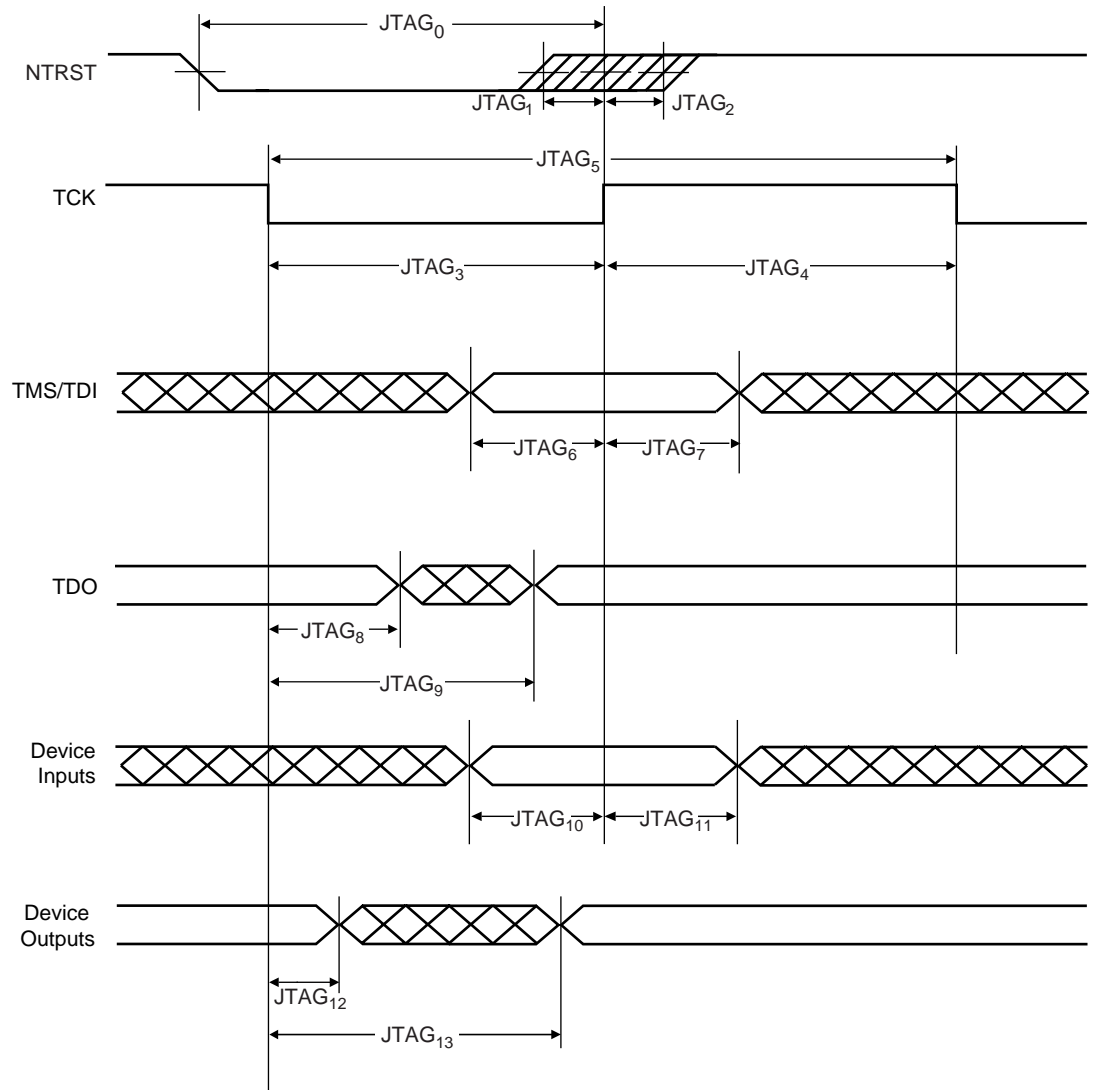 JTAG₀
NTRST
JTAG₁ JTAG₂
JTAG₅
TCK
JTAG₃ JTAG₄
TMS/TDI
JTAG₆ JTAG₇
TDO
JTAG₈
JTAG₉
Device
Inputs
JTAG₁₀ JTAG₁₁
Device
Outputs
JTAG₁₂
JTAG₁₃